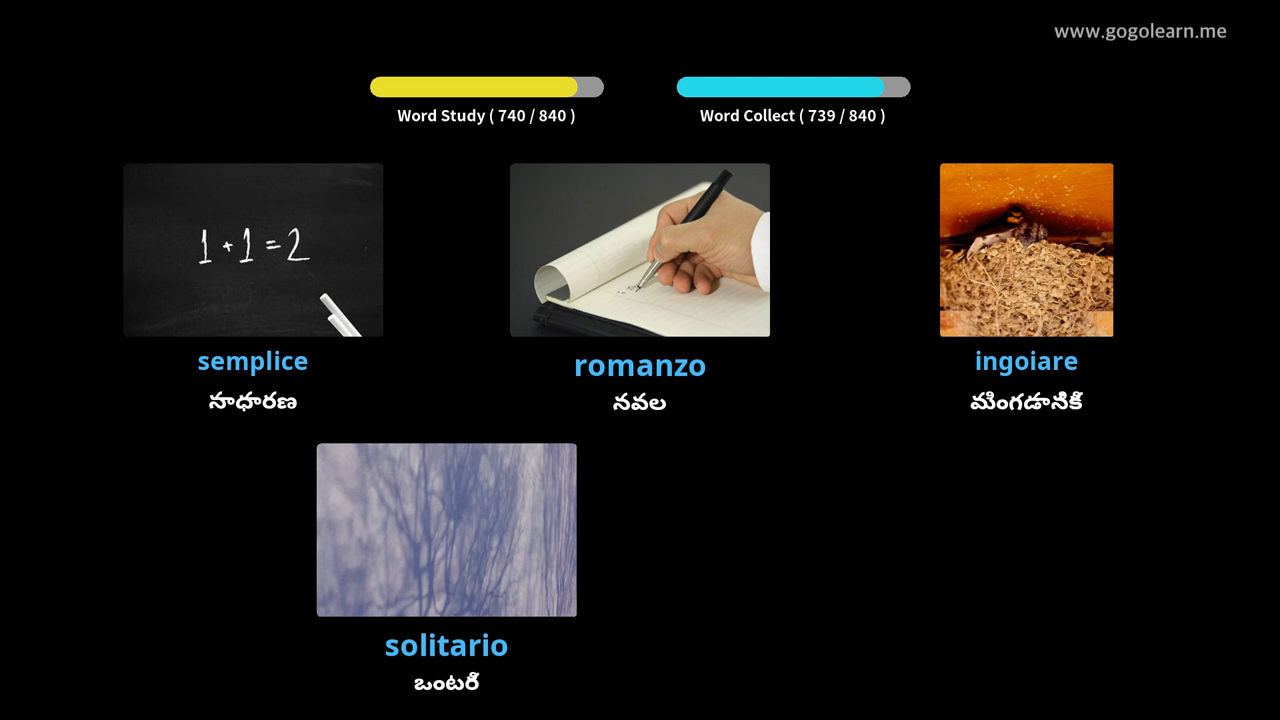 www.gogolearn.me
Word Study ( 740 / 840 )
Word Collect ( 739 / 840 )
1 + 1 = 2
semplice
romanzo
ingoiare
సాధారణ
నవల
మింగడానికి
solitario
ఒంటరి